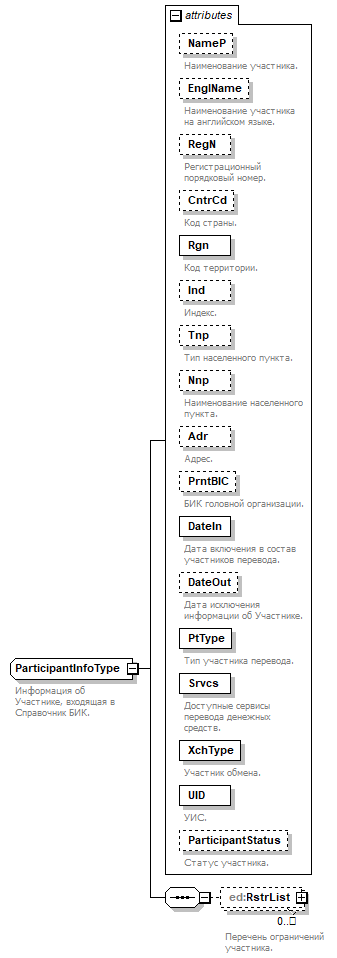 attributes
NameP
Наименование участника.
EnglName
Наименование участника
на английском языке.
RegN
Регистрационный
порядковый номер.
CntrCd
Код страны.
Rgn
Код территории.
Ind
Индекс.
Tnp
Тип населенного пункта.
Nnp
Наименование населенного
пункта.
Adr
Адрес.
PrntBIC
БИК головной организации.
DateIn
Дата включения в состав
участников перевода.
DateOut
Дата исключения
информации об Участнике.
PtType
Тип участника перевода.
Srvcs
Доступные сервисы
перевода денежных
средств.
XchType
Участник обмена.
UID
УИС.
ParticipantStatus
Статус участника.
ParticipantInfoType
Информация об
Участнике, входящая в
Справочник БИК.
ed:RstrList
0..□
Перечень ограничений
участника.